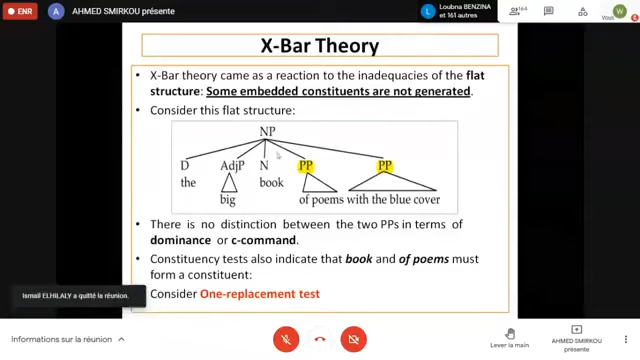 ENR
AHMED SMIRKOU présente
L
Loubna BENZINA
et 161 autres
164
W
Vous
X-Bar Theory
X-Bar theory came as a reaction to the inadequacies of the flat
structure: Some embedded constituents are not generated.
Consider this flat structure:
NP
D AdjP N PP PP
the book
big of poems with the blue cover
There is no distinction between the two PPs in terms of
dominance or c-command.
Constituency tests also indicate that book and of poems must
form a constituent:
Ismail ELHILALY a quitté la réunion.
Consider One-replacement test
Informations sur la réunion
Lever la main
AHMED SMIRKOU
présente